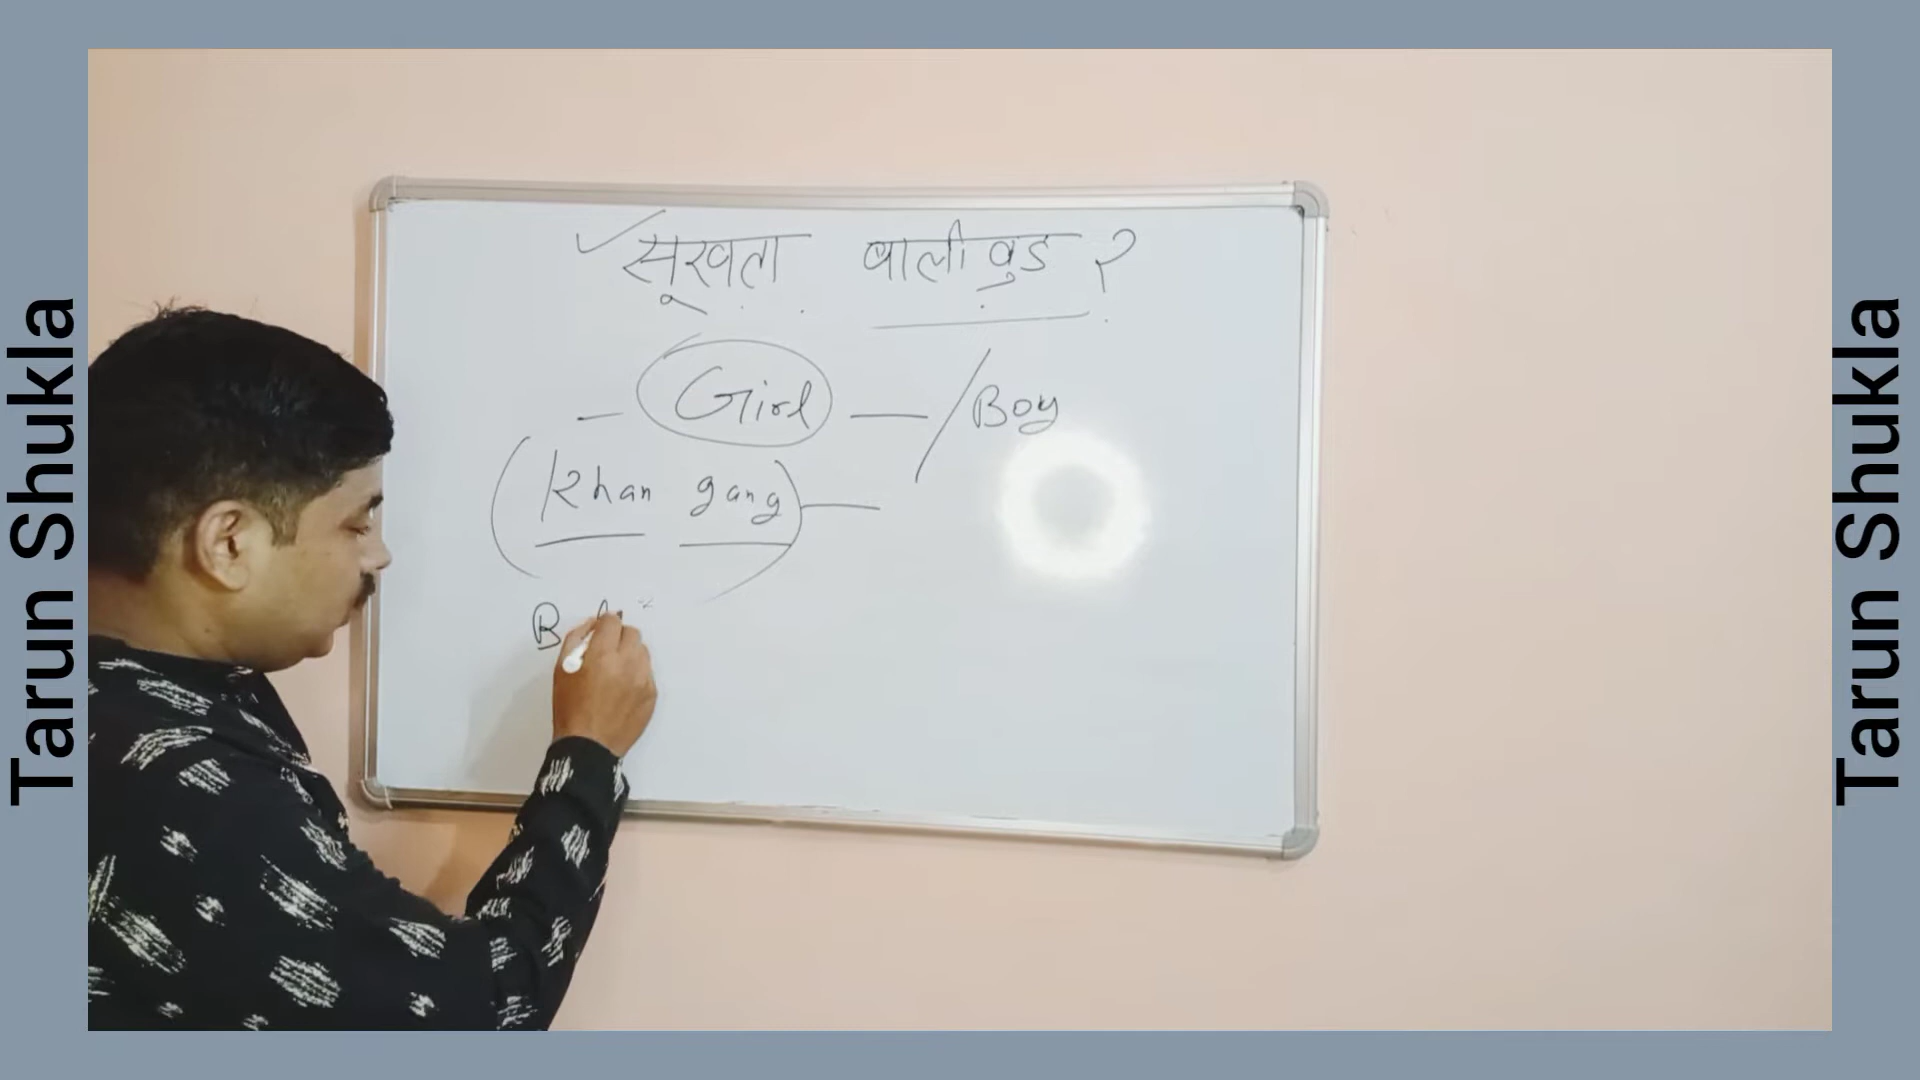 Tarun Shukla
सूखता बालीवुड ?
Girl — / Boy
Khan gang —
Tarun Shukla